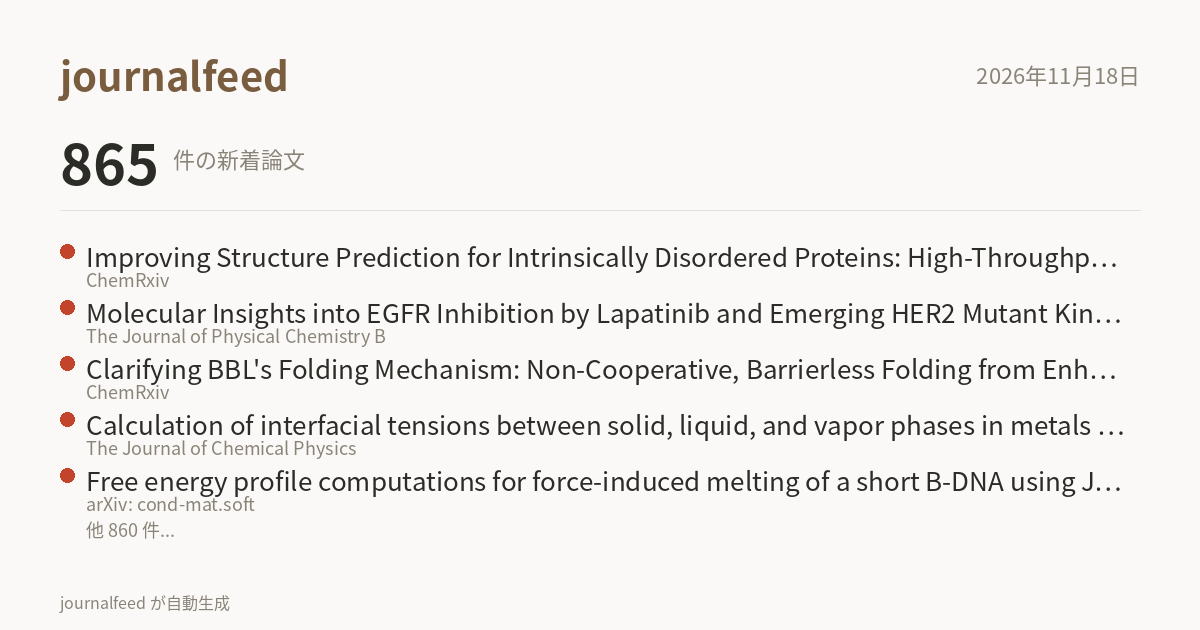 journalfeed
2026年11月18日
865 件の新着論文
Improving Structure Prediction for Intrinsically Disordered Proteins: High-Throughp…
ChemRxiv
Molecular Insights into EGFR Inhibition by Lapatinib and Emerging HER2 Mutant Kin…
The Journal of Physical Chemistry B
Clarifying BBL's Folding Mechanism: Non-Cooperative, Barrierless Folding from Enh…
ChemRxiv
Calculation of interfacial tensions between solid, liquid, and vapor phases in metals …
The Journal of Chemical Physics
Free energy profile computations for force-induced melting of a short B-DNA using J…
arXiv: cond-mat.soft
他 860 件...
journalfeed が自動生成